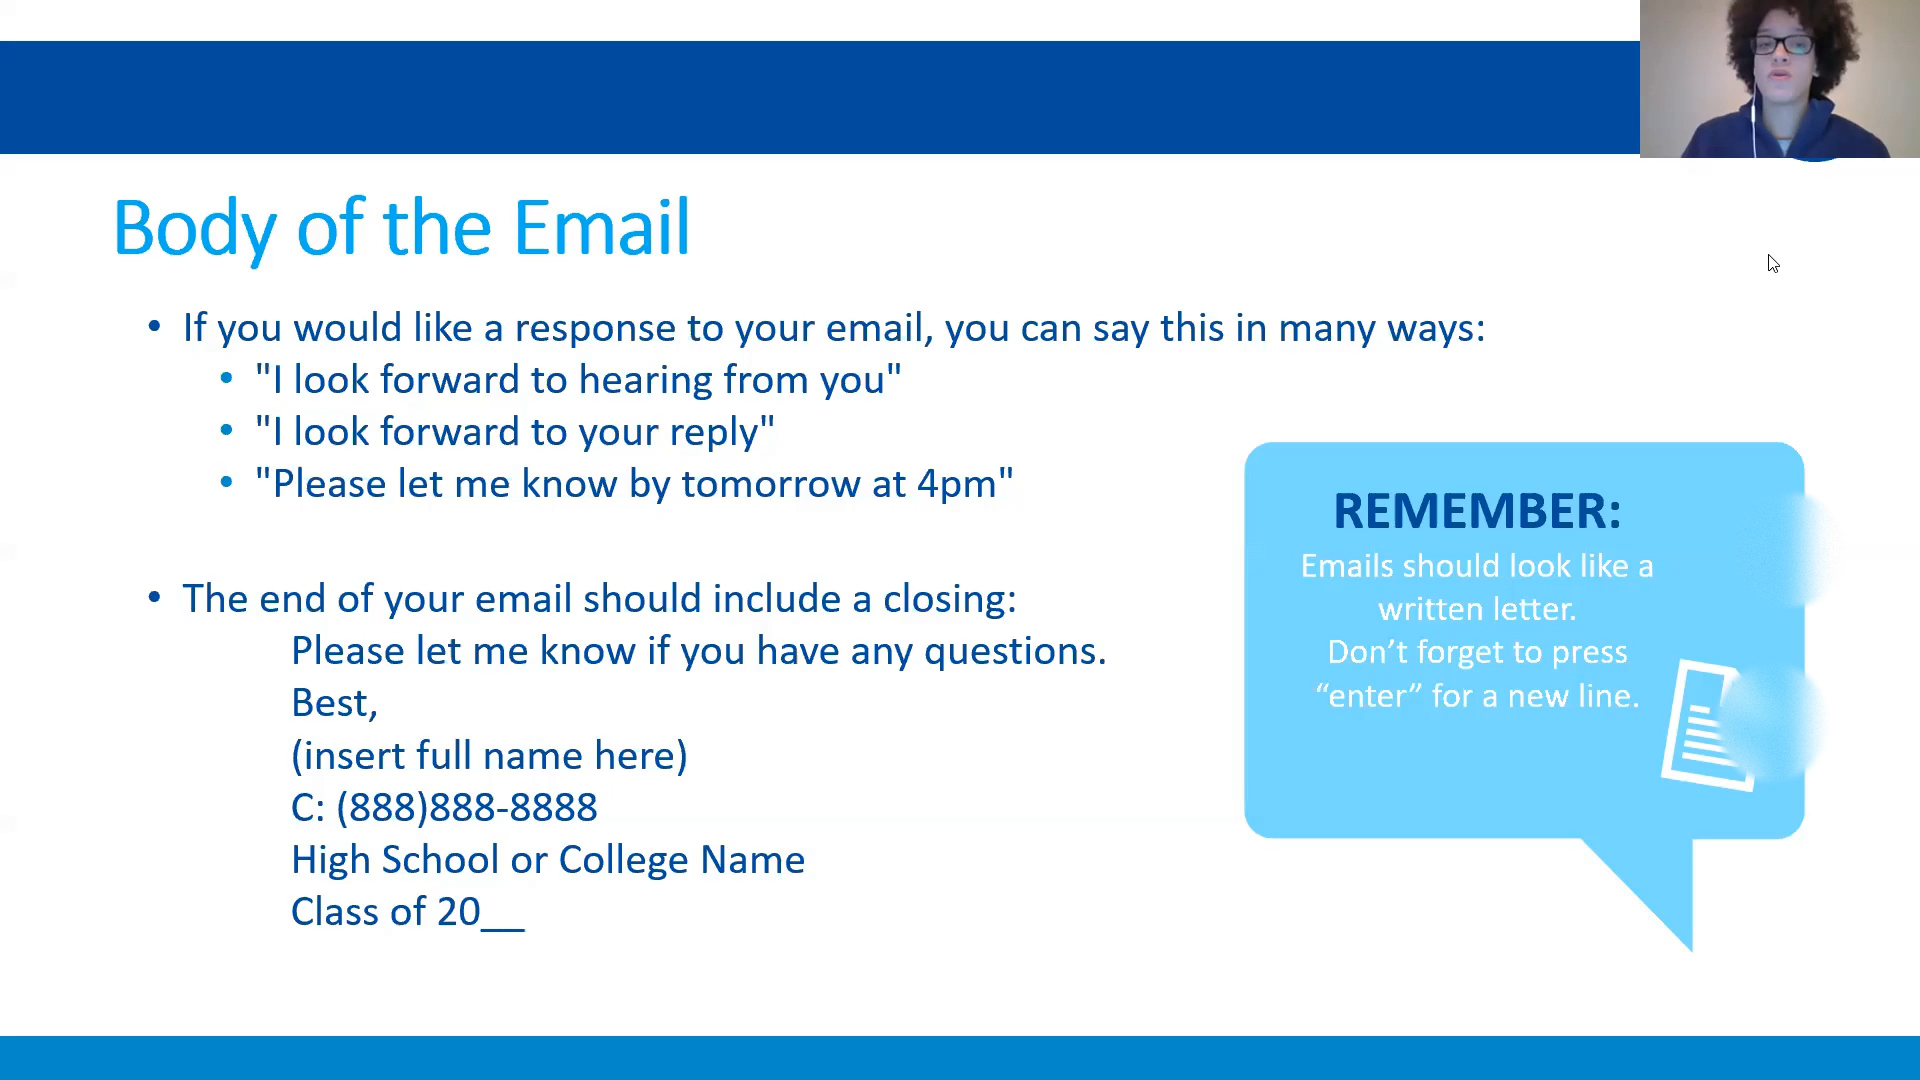 Body of the Email
• If you would like a response to your email, you can say this in many ways:
• "I look forward to hearing from you"
• "I look forward to your reply"
• "Please let me know by tomorrow at 4pm"
• The end of your email should include a closing:
Please let me know if you have any questions.
Best,
(insert full name here)
C: (888)888-8888
High School or College Name
Class of 20__
REMEMBER:
Emails should look like a
written letter.
Don’t forget to press
“enter” for a new line.